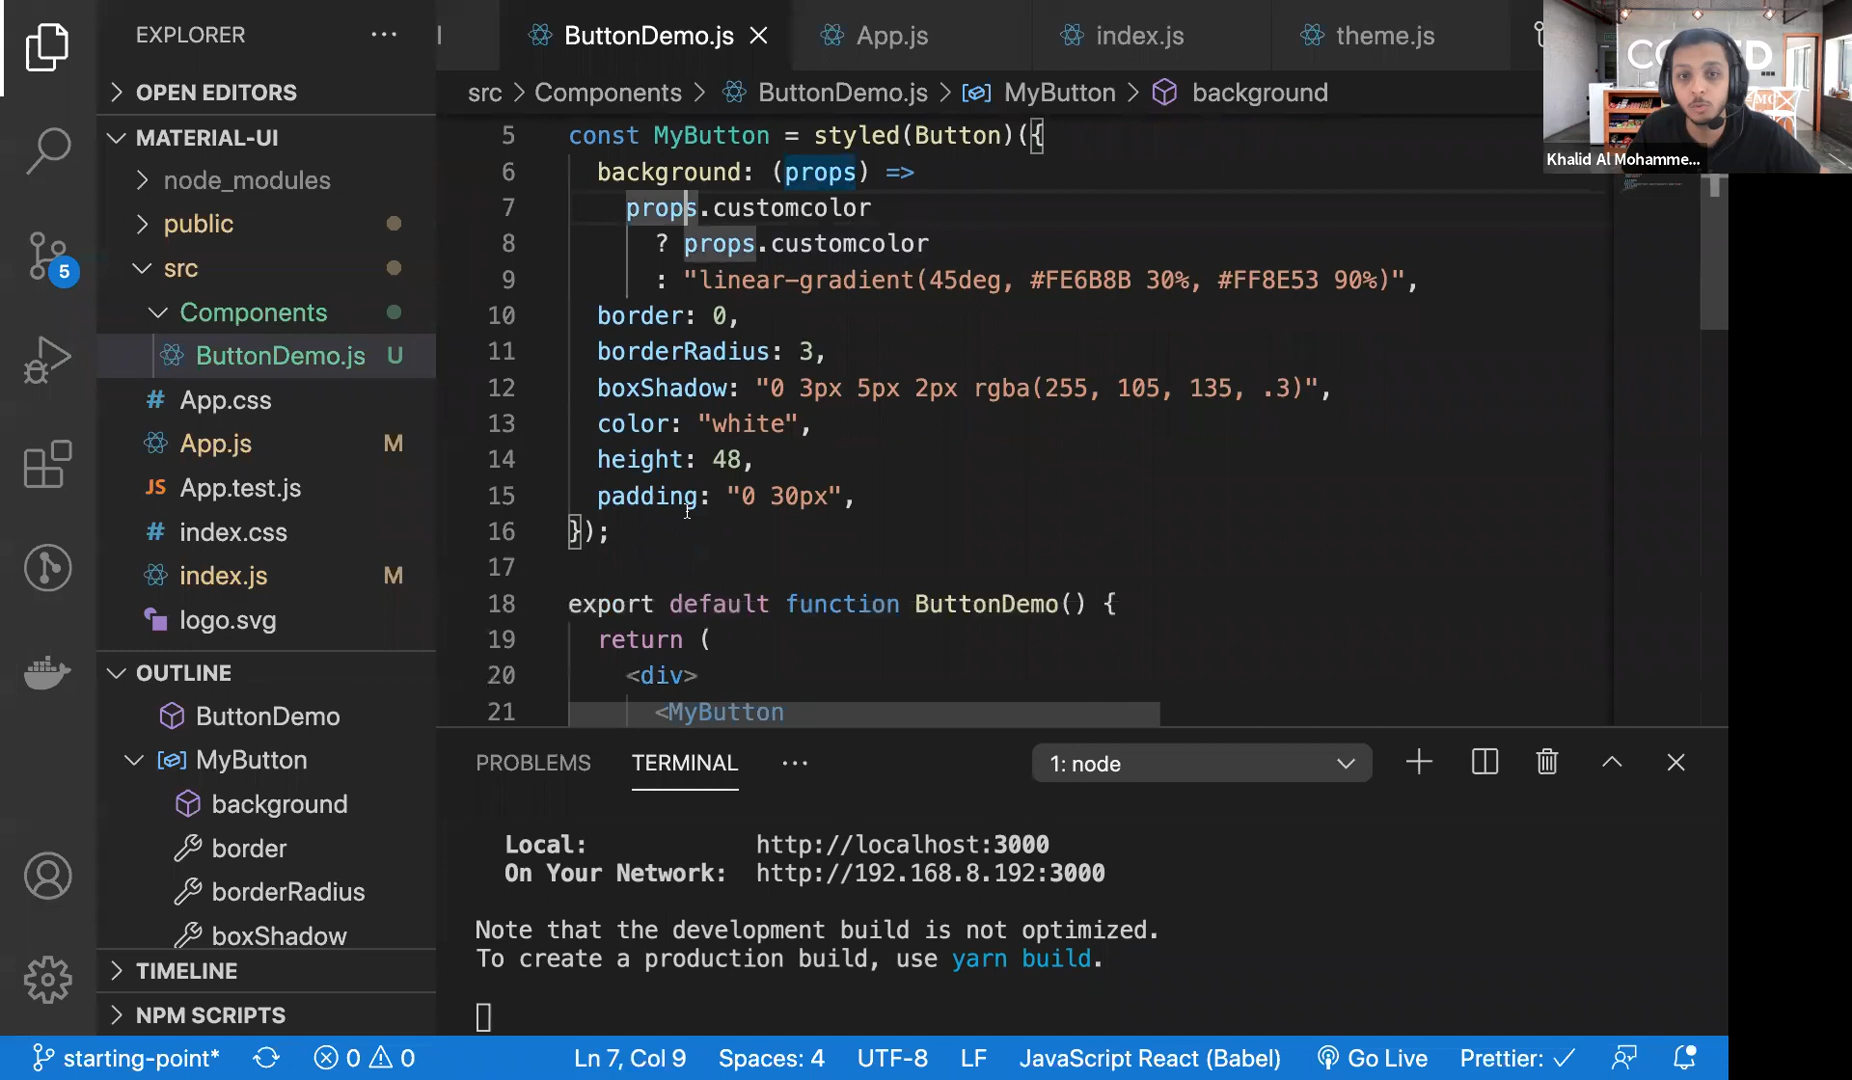 EXPLORER
OPEN EDITORS
MATERIAL-UI
node_modules
public
src
Components
ButtonDemo.js U
App.css
App.js M
App.test.js
index.css
index.js M
logo.svg
OUTLINE
ButtonDemo
MyButton
background
border
borderRadius
boxShadow
TIMELINE
NPM SCRIPTS
5
ButtonDemo.js
App.js
index.js
theme.js
src > Components > ButtonDemo.js > MyButton > background
5 const MyButton = styled(Button)({
6 background: (props) =>
7 props.customcolor
8 ? props.customcolor
9 : "linear-gradient(45deg, #FE6B8B 30%, #FF8E53 90%)",
10 border: 0,
11 borderRadius: 3,
12 boxShadow: "0 3px 5px 2px rgba(255, 105, 135, .3)",
13 color: "white",
14 height: 48,
15 padding: "0 30px",
16 });
17
18 export default function ButtonDemo() {
19 return (
20 <div>
21 <MyButton
PROBLEMS
TERMINAL
1: node
Local: http://localhost:3000
On Your Network: http://192.168.8.192:3000
Note that the development build is not optimized.
To create a production build, use yarn build.
starting-point*
0 0
Ln 7, Col 9
Spaces: 4
UTF-8
LF
JavaScript React (Babel)
Go Live
Prettier: ✓
Khalid Al Mohamme...